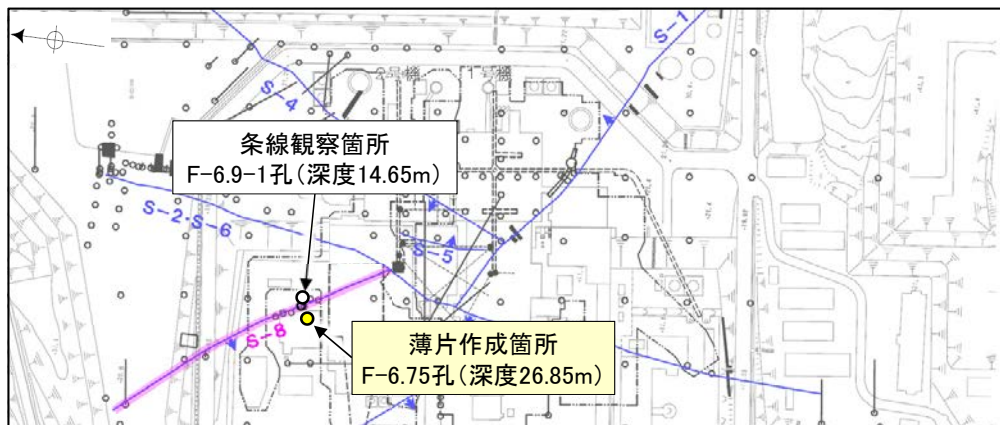 S-1
号機
1号機
S-4
条線観察箇所
F-6.9-1孔（深度14.65m）
S-2・S-6
S-5
S-8
薄片作成箇所
F-6.75孔（深度26.85m）